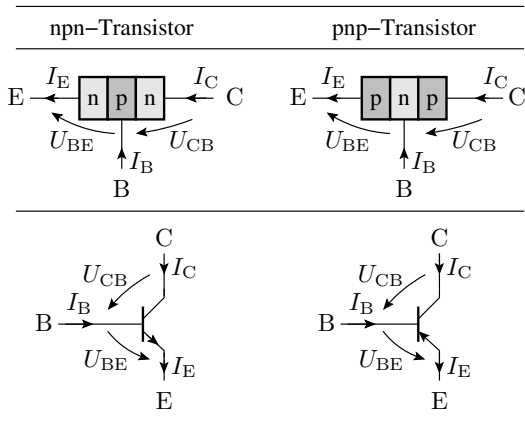 npn−Transistor pnp−Transistor
I_E I_C I_E I_C
E n p n C E p n p C
U_BE U_CB U_BE U_CB
I_B I_B
B B
C C
U_CB I_C U_CB I_C
I_B I_B
B B
U_BE I_E U_BE I_E
E E